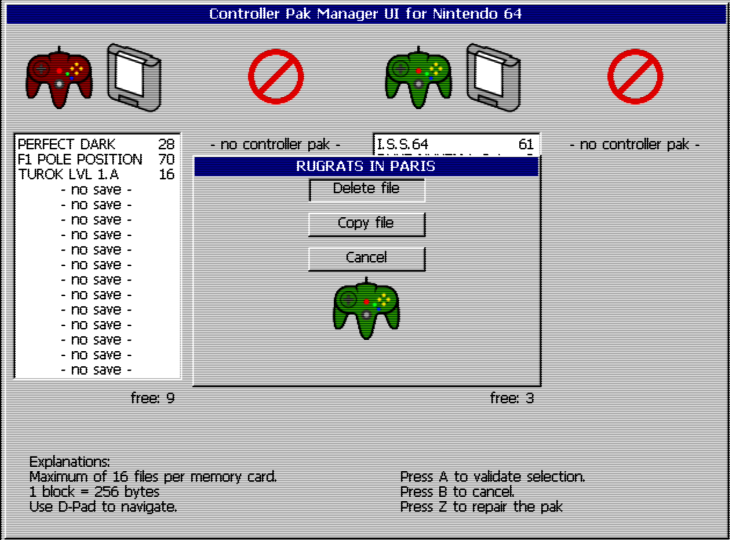 Controller Pak Manager UI for Nintendo 64
PERFECT DARK 28
F1 POLE POSITION 70
TUROK LVL 1.A 16
- no save -
- no save -
- no save -
- no save -
- no save -
- no save -
- no save -
- no save -
- no save -
- no save -
- no save -
- no save -
- no save -
free: 9
- no controller pak -
I.S.S.64 61
- no controller pak -
RUGRATS IN PARIS
Delete file
Copy file
Cancel
free: 3
Explanations:
Maximum of 16 files per memory card.
1 block = 256 bytes
Use D-Pad to navigate.
Press A to validate selection.
Press B to cancel.
Press Z to repair the pak